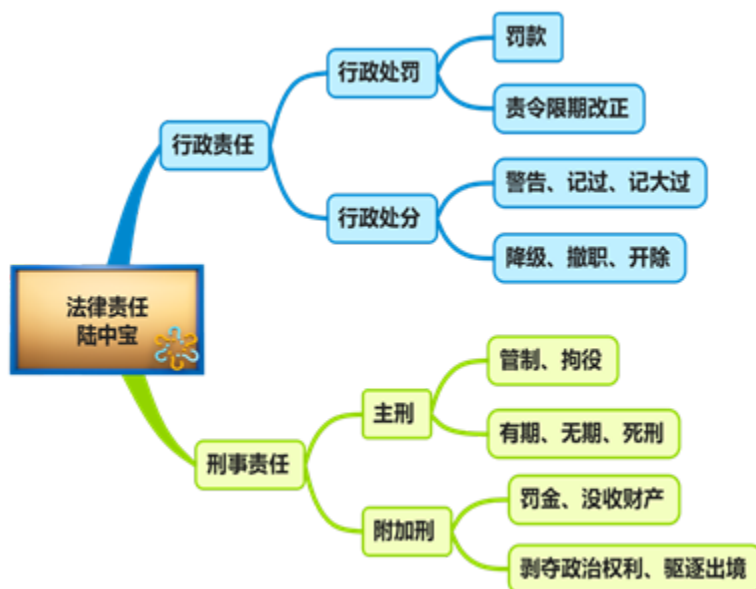 罚款
行政处罚
责令限期改正
行政责任
警告、记过、记大过
行政处分
降级、撤职、开除
法律责任
陆中宝
管制、拘役
主刑
有期、无期、死刑
刑事责任
罚金、没收财产
附加刑
剥夺政治权利、驱逐出境